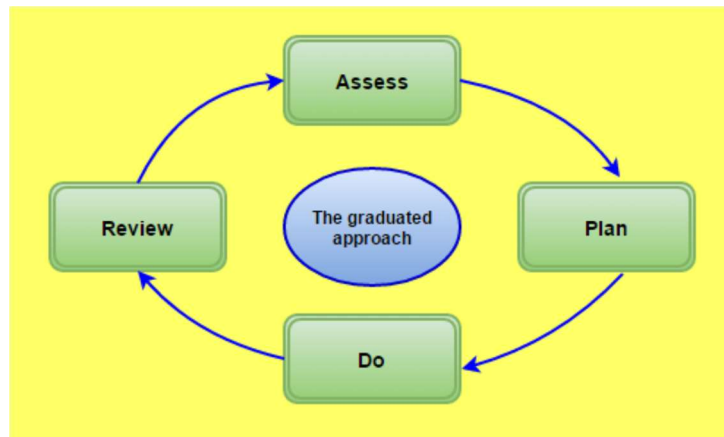 Assess
Review
The graduated
approach
Plan
Do